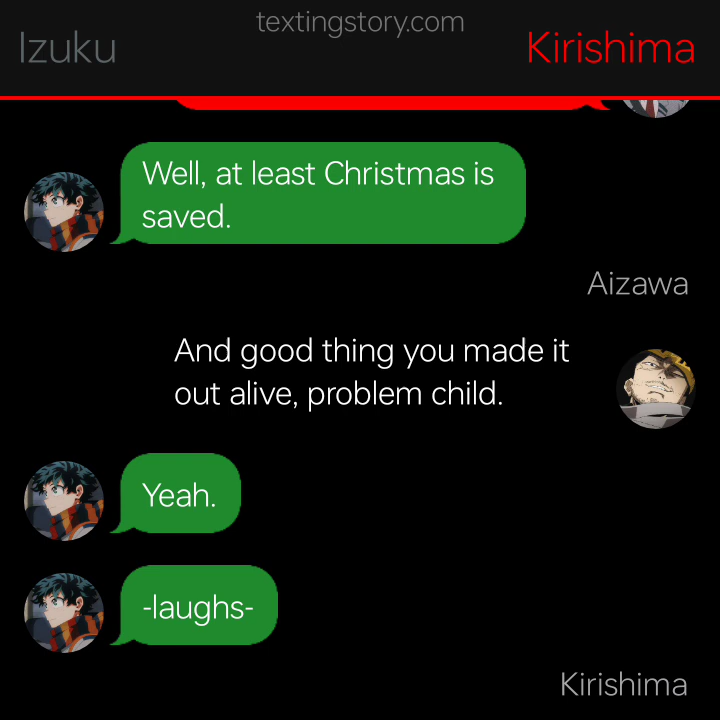 textingstory.com
Izuku
Kirishima
Well, at least Christmas is
saved.
Aizawa
And good thing you made it
out alive, problem child.
Yeah.
-laughs-
Kirishima